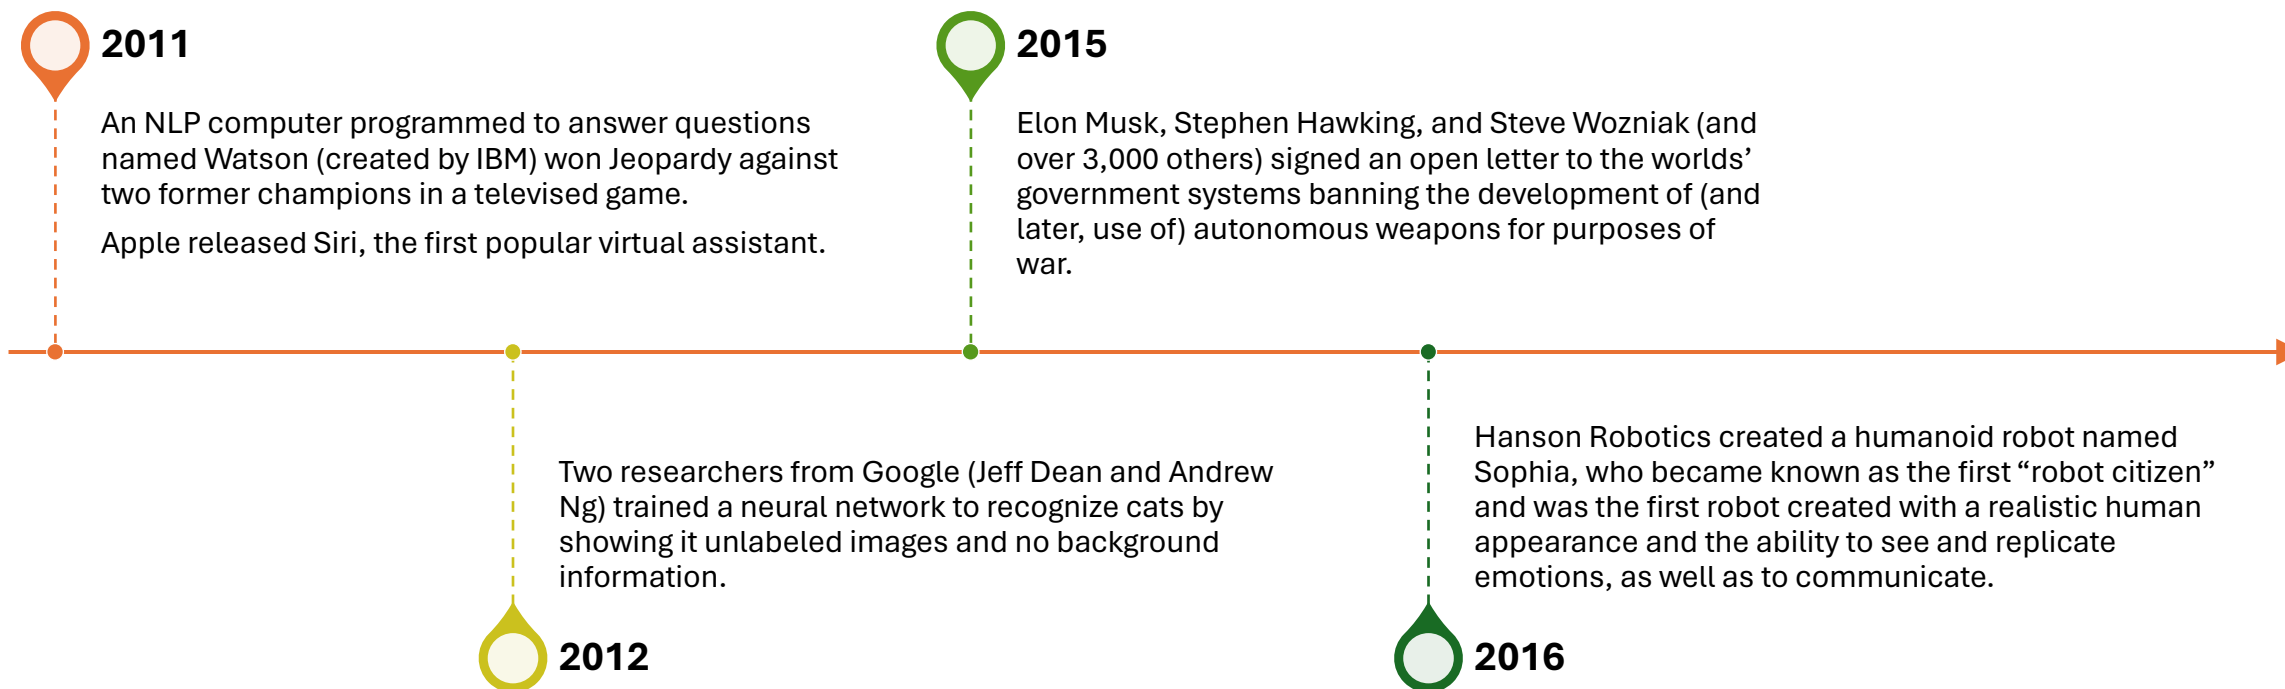 2011
An NLP computer programmed to answer questions
named Watson (created by IBM) won Jeopardy against
two former champions in a televised game.
Apple released Siri, the first popular virtual assistant.
2015
Elon Musk, Stephen Hawking, and Steve Wozniak (and
over 3,000 others) signed an open letter to the worlds’
government systems banning the development of (and
later, use of) autonomous weapons for purposes of
war.
Two researchers from Google (Jeff Dean and Andrew
Ng) trained a neural network to recognize cats by
showing it unlabeled images and no background
information.
2012
Hanson Robotics created a humanoid robot named
Sophia, who became known as the first “robot citizen”
and was the first robot created with a realistic human
appearance and the ability to see and replicate
emotions, as well as to communicate.
2016